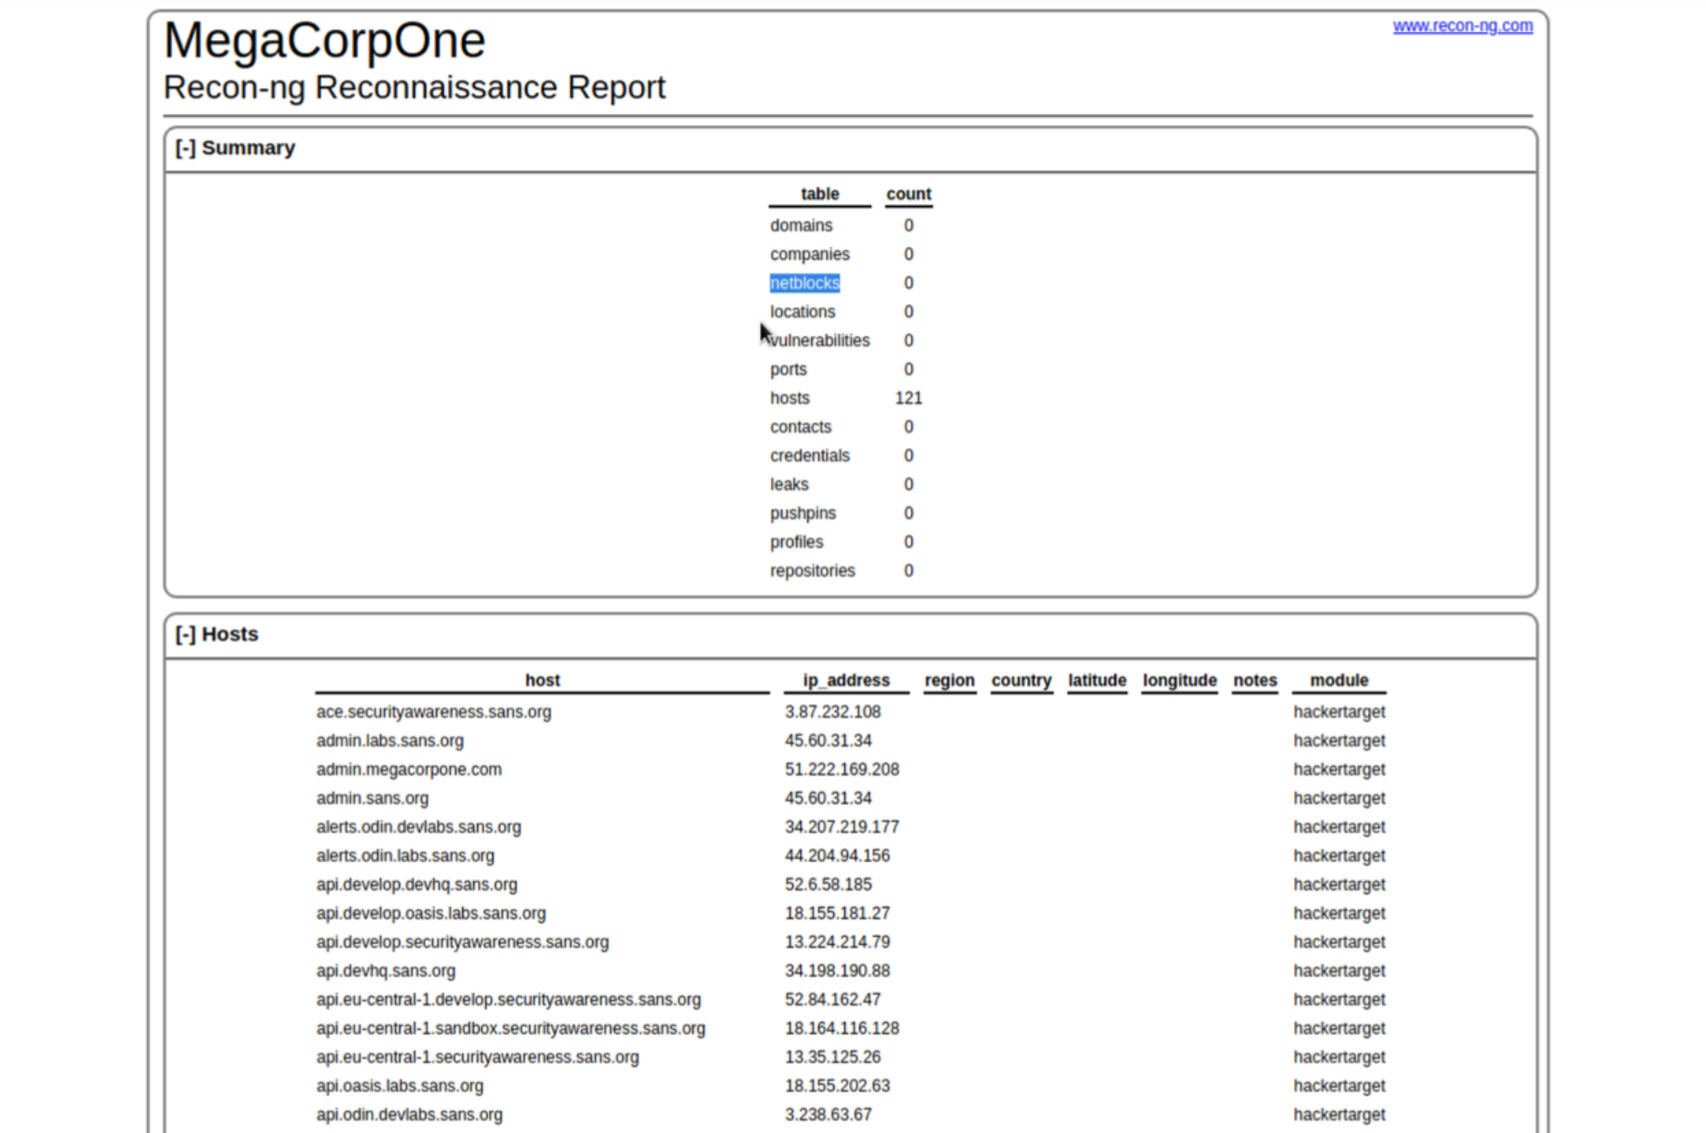 MegaCorpOne www.recon-ng.com
Recon-ng Reconnaissance Report
[-] Summary
table count
domains 0
companies 0
netblocks 0
locations 0
vulnerabilities 0
ports 0
hosts 121
contacts 0
credentials 0
leaks 0
pushpins 0
profiles 0
repositories 0
[-] Hosts
host ip_address region country latitude longitude notes module
ace.securityawareness.sans.org 3.87.232.108 hackertarget
admin.labs.sans.org 45.60.31.34 hackertarget
admin.megacorpone.com 51.222.169.208 hackertarget
admin.sans.org 45.60.31.34 hackertarget
alerts.odin.devlabs.sans.org 34.207.219.177 hackertarget
alerts.odin.labs.sans.org 44.204.94.156 hackertarget
api.develop.devhq.sans.org 52.6.58.185 hackertarget
api.develop.oasis.labs.sans.org 18.155.181.27 hackertarget
api.develop.securityawareness.sans.org 13.224.214.79 hackertarget
api.devhq.sans.org 34.198.190.88 hackertarget
api.eu-central-1.develop.securityawareness.sans.org 52.84.162.47 hackertarget
api.eu-central-1.sandbox.securityawareness.sans.org 18.164.116.128 hackertarget
api.eu-central-1.securityawareness.sans.org 13.35.125.26 hackertarget
api.oasis.labs.sans.org 18.155.202.63 hackertarget
api.odin.devlabs.sans.org 3.238.63.67 hackertarget